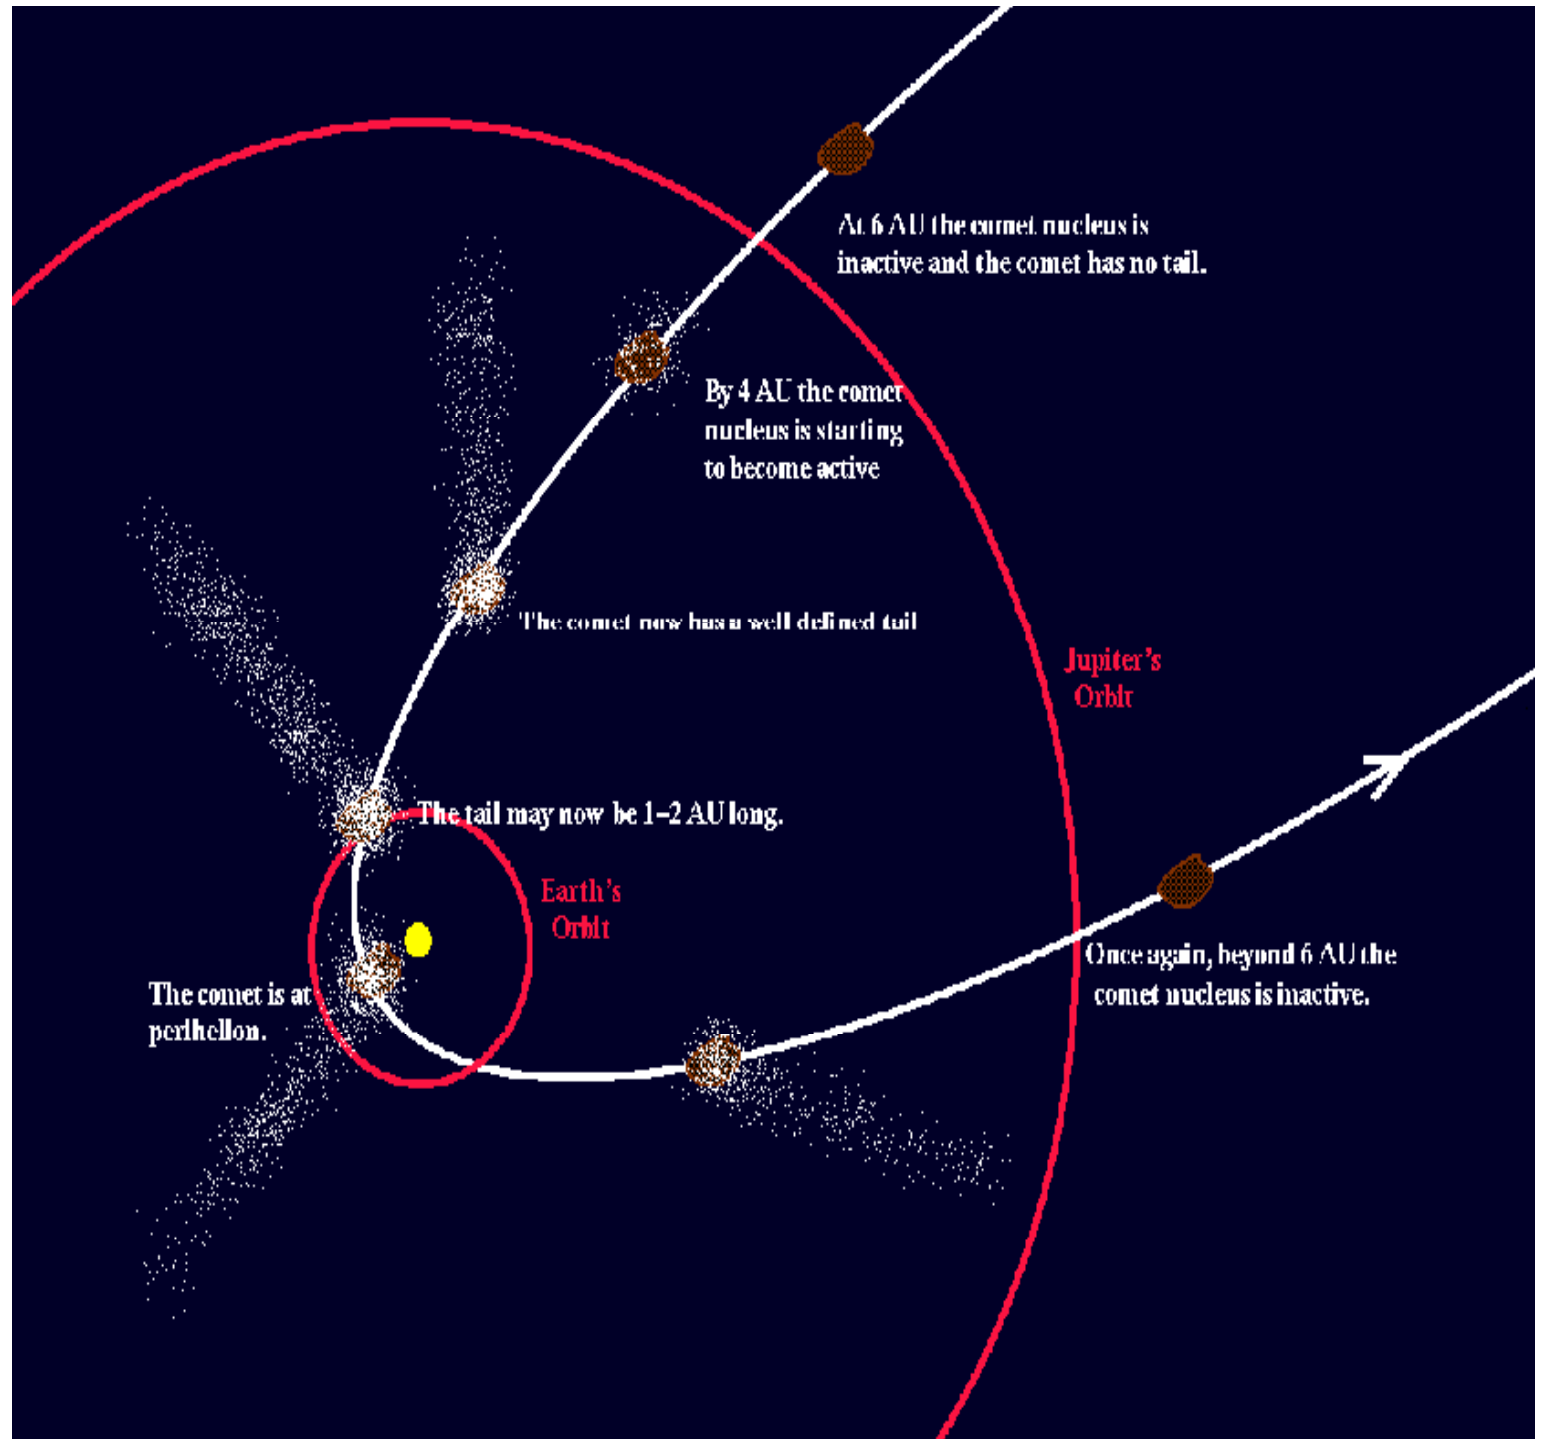 At 6 AU the comet nucleus is
inactive and the comet has no tail.
By 4 AU the comet
nucleus is starting
to become active
The comet now has a well defined tail
Jupiter's
Orbit
The tail may now be 1–2 AU long.
Earth's
Orbit
The comet is at
perihelion.
Once again, beyond 6 AU the
comet nucleus is inactive.